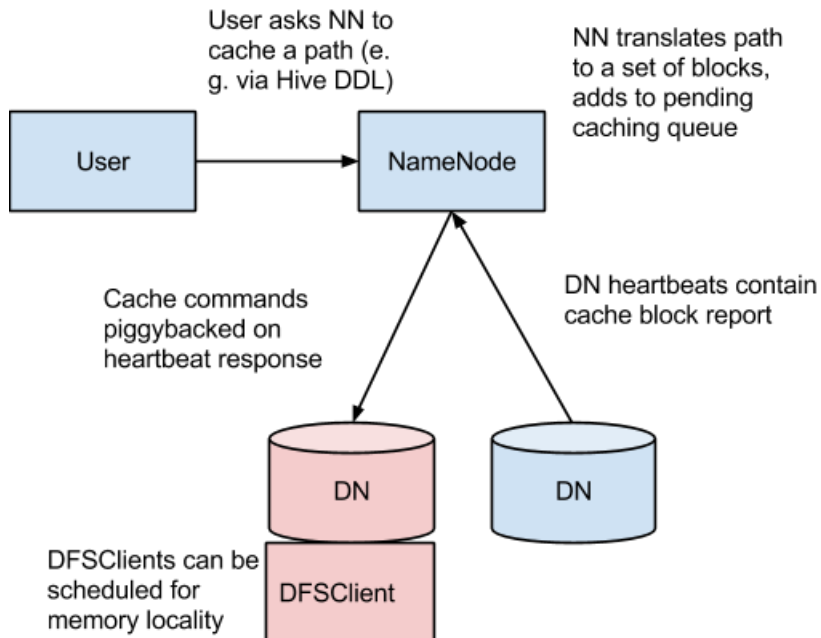 User asks NN to
cache a path (e.
g. via Hive DDL)
NN translates path
to a set of blocks,
adds to pending
caching queue
User
NameNode
Cache commands
piggybacked on
heartbeat response
DN heartbeats contain
cache block report
DN
DN
DFSClients can be
scheduled for
memory locality
DFSClient